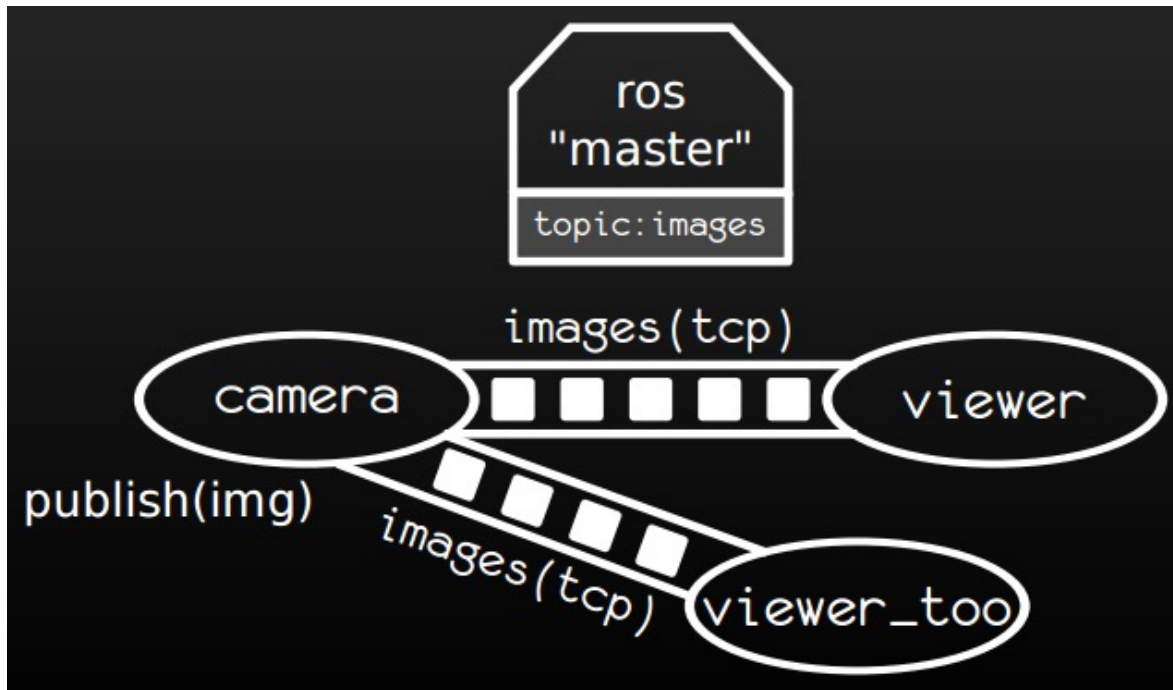 ros
"master"
topic:images
images(tcp)
camera
viewer
publish(img)
images(tcp)
viewer_too